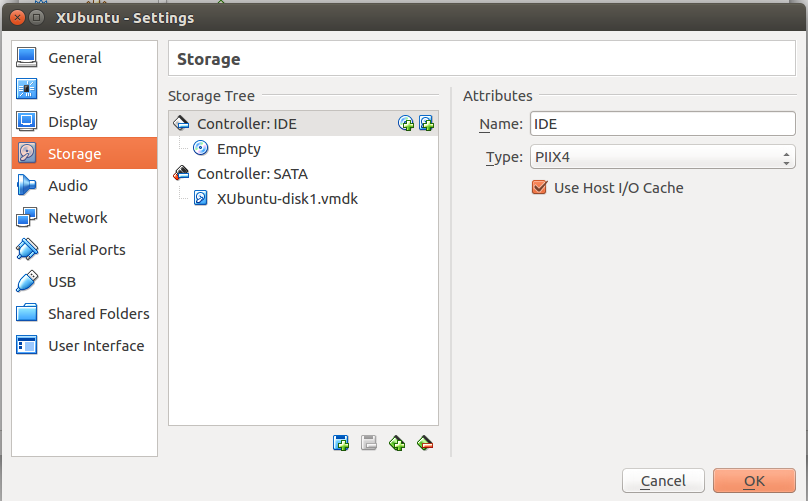 XUbuntu - Settings
General
System
Display
Storage
Audio
Network
Serial Ports
USB
Shared Folders
User Interface
Storage
Storage Tree
Controller: IDE
Empty
Controller: SATA
XUbuntu-disk1.vmdk
Attributes
Name: IDE
Type: PIIX4
Use Host I/O Cache
Cancel
OK